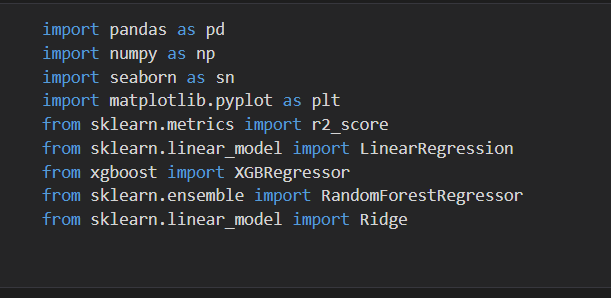 import pandas as pd
import numpy as np
import seaborn as sn
import matplotlib.pyplot as plt
from sklearn.metrics import r2_score
from sklearn.linear_model import LinearRegression
from xgboost import XGBRegressor
from sklearn.ensemble import RandomForestRegressor
from sklearn.linear_model import Ridge